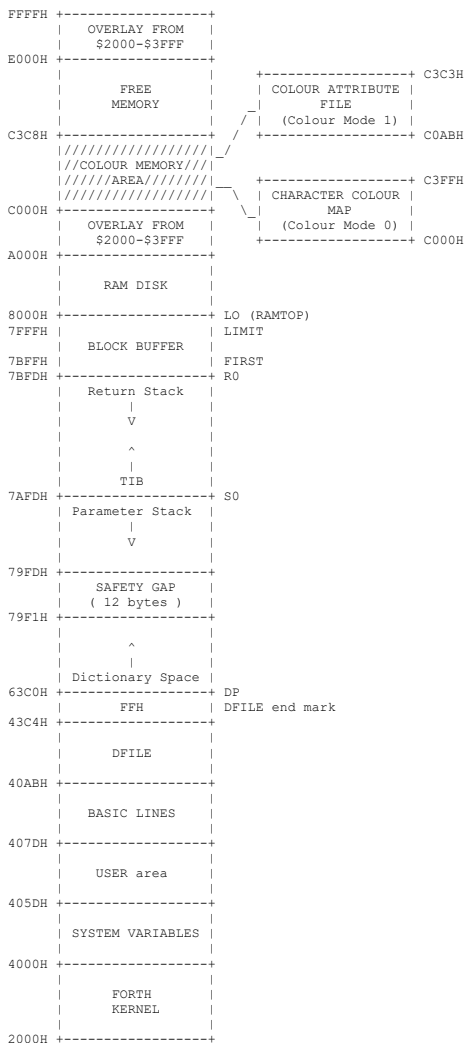 FFFFH +------------------+
| OVERLAY FROM |
| $2000-$3FFF |
E000H +------------------+
| | +------------------+ C3C3H
| FREE | | COLOUR ATTRIBUTE |
| MEMORY | _| FILE |
| | / | (Colour Mode 1) |
C3C8H +------------------+ / +------------------+ C0ABH
|//////////////////|_/
|//COLOUR MEMORY///|
|//////AREA////////|__ +------------------+ C3FFH
|//////////////////| \ | CHARACTER COLOUR |
C000H +------------------+ \_| MAP |
| OVERLAY FROM | | (Colour Mode 0) |
| $2000-$3FFF | +------------------+ C000H
A000H +------------------+
| |
| RAM DISK |
| |
8000H +------------------+ LO (RAMTOP)
7FFFH | | LIMIT
| BLOCK BUFFER |
7BFFH | | FIRST
7BFDH +------------------+ R0
| Return Stack |
| | |
| V |
| |
| ^ |
| | |
| TIB |
7AFDH +------------------+ S0
| Parameter Stack |
| | |
| V |
| |
79FDH +------------------+
| SAFETY GAP |
| ( 12 bytes ) |
79F1H +------------------+
| |
| ^ |
| | |
| Dictionary Space |
63C0H +------------------+ DP
| FFH | DFILE end mark
43C4H +------------------+
| |
| DFILE |
| |
40ABH +------------------+
| |
| BASIC LINES |
| |
407DH +------------------+
| |
| USER area |
| |
405DH +------------------+
| |
| SYSTEM VARIABLES |
| |
4000H +------------------+
| |
| FORTH |
| KERNEL |
| |
2000H +------------------+